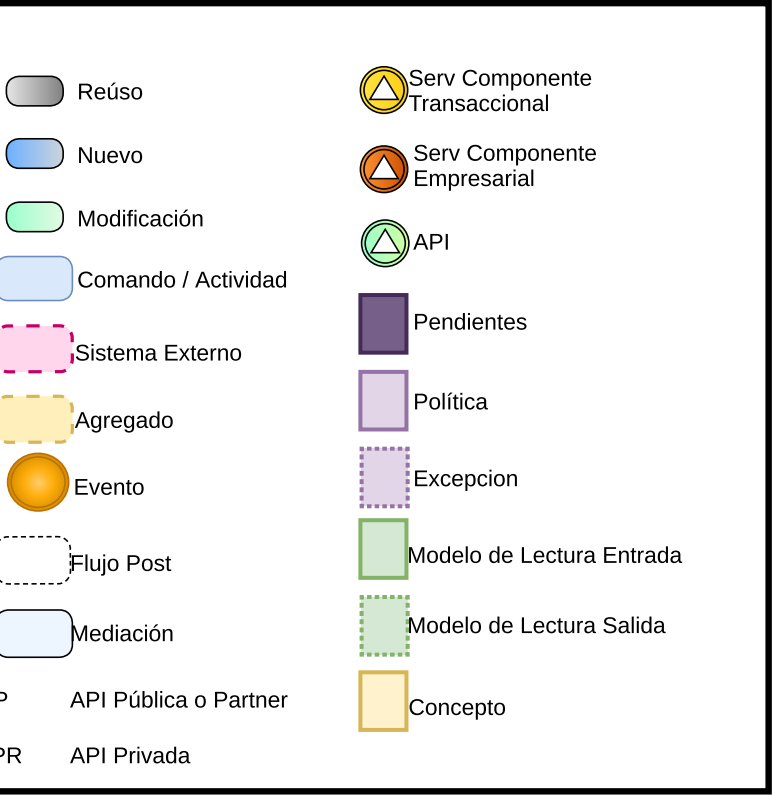 Reúso
Nuevo
Modificación
Comando / Actividad
Sistema Externo
Agregado
Evento
Flujo Post
Mediación
P API Pública o Partner
PR API Privada
Serv Componente
Transaccional
Serv Componente
Empresarial
API
Pendientes
Política
Excepcion
Modelo de Lectura Entrada
Modelo de Lectura Salida
Concepto